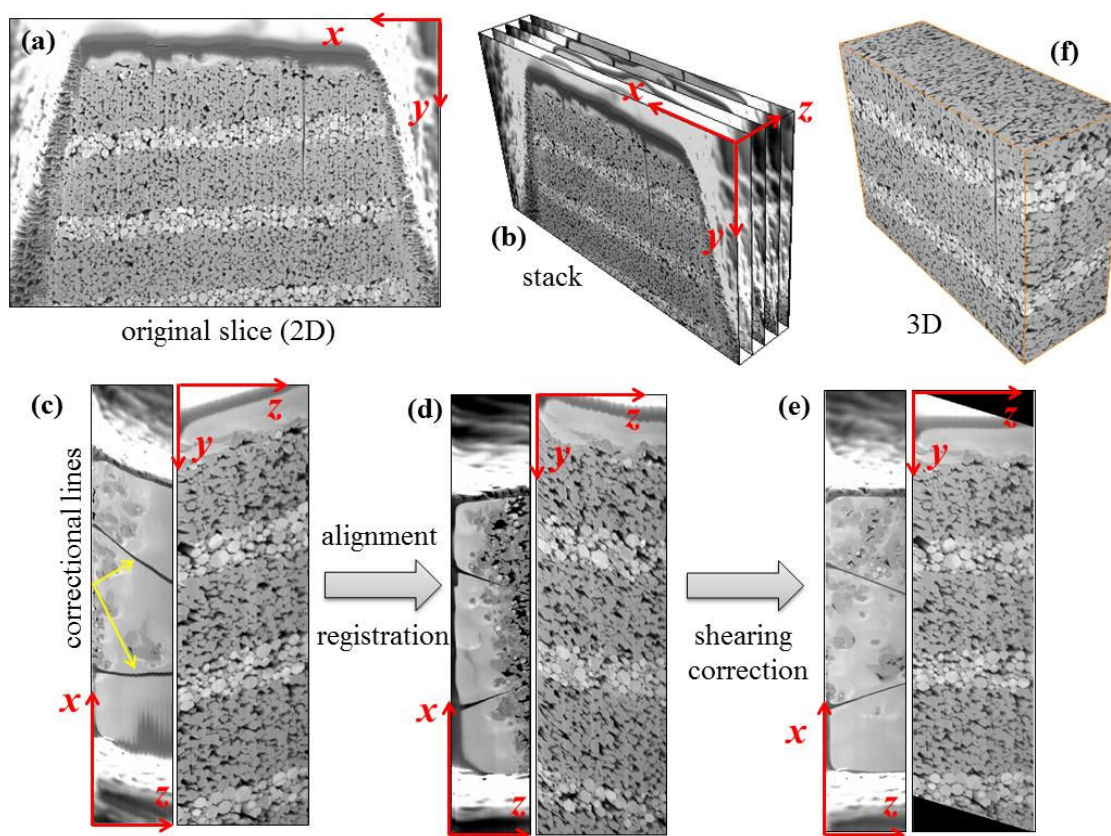 (a)
x
y
original slice (2D)
(b)
x
z
y
stack
(f)
3D
(c)
correctional lines
z
y
x
z
alignment
registration
(d)
z
y
x
z
shearing
correction
(e)
z
y
x
z